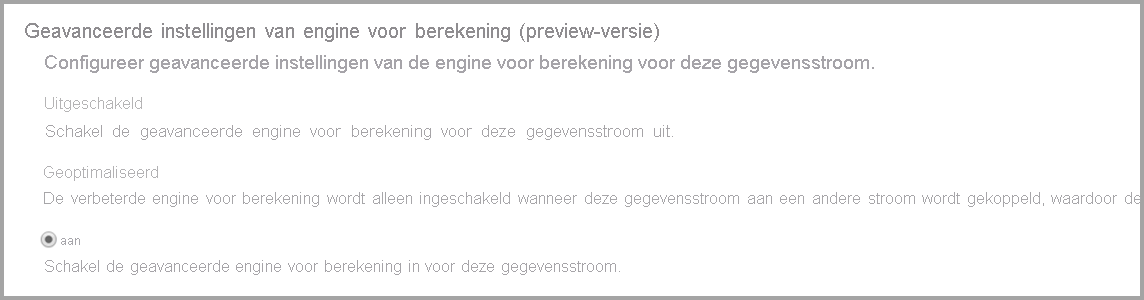 Geavanceerde instellingen van engine voor berekening (preview-versie)
Configureer geavanceerde instellingen van de engine voor berekening voor deze gegevensstroom.
Uitgeschakeld
Schakel de geavanceerde engine voor berekening voor deze gegevensstroom uit.
Geoptimaliseerd
De verbeterde engine voor berekening wordt alleen ingeschakeld wanneer deze gegevensstroom aan een andere stroom wordt gekoppeld, waardoor de
aan
Schakel de geavanceerde engine voor berekening in voor deze gegevensstroom.